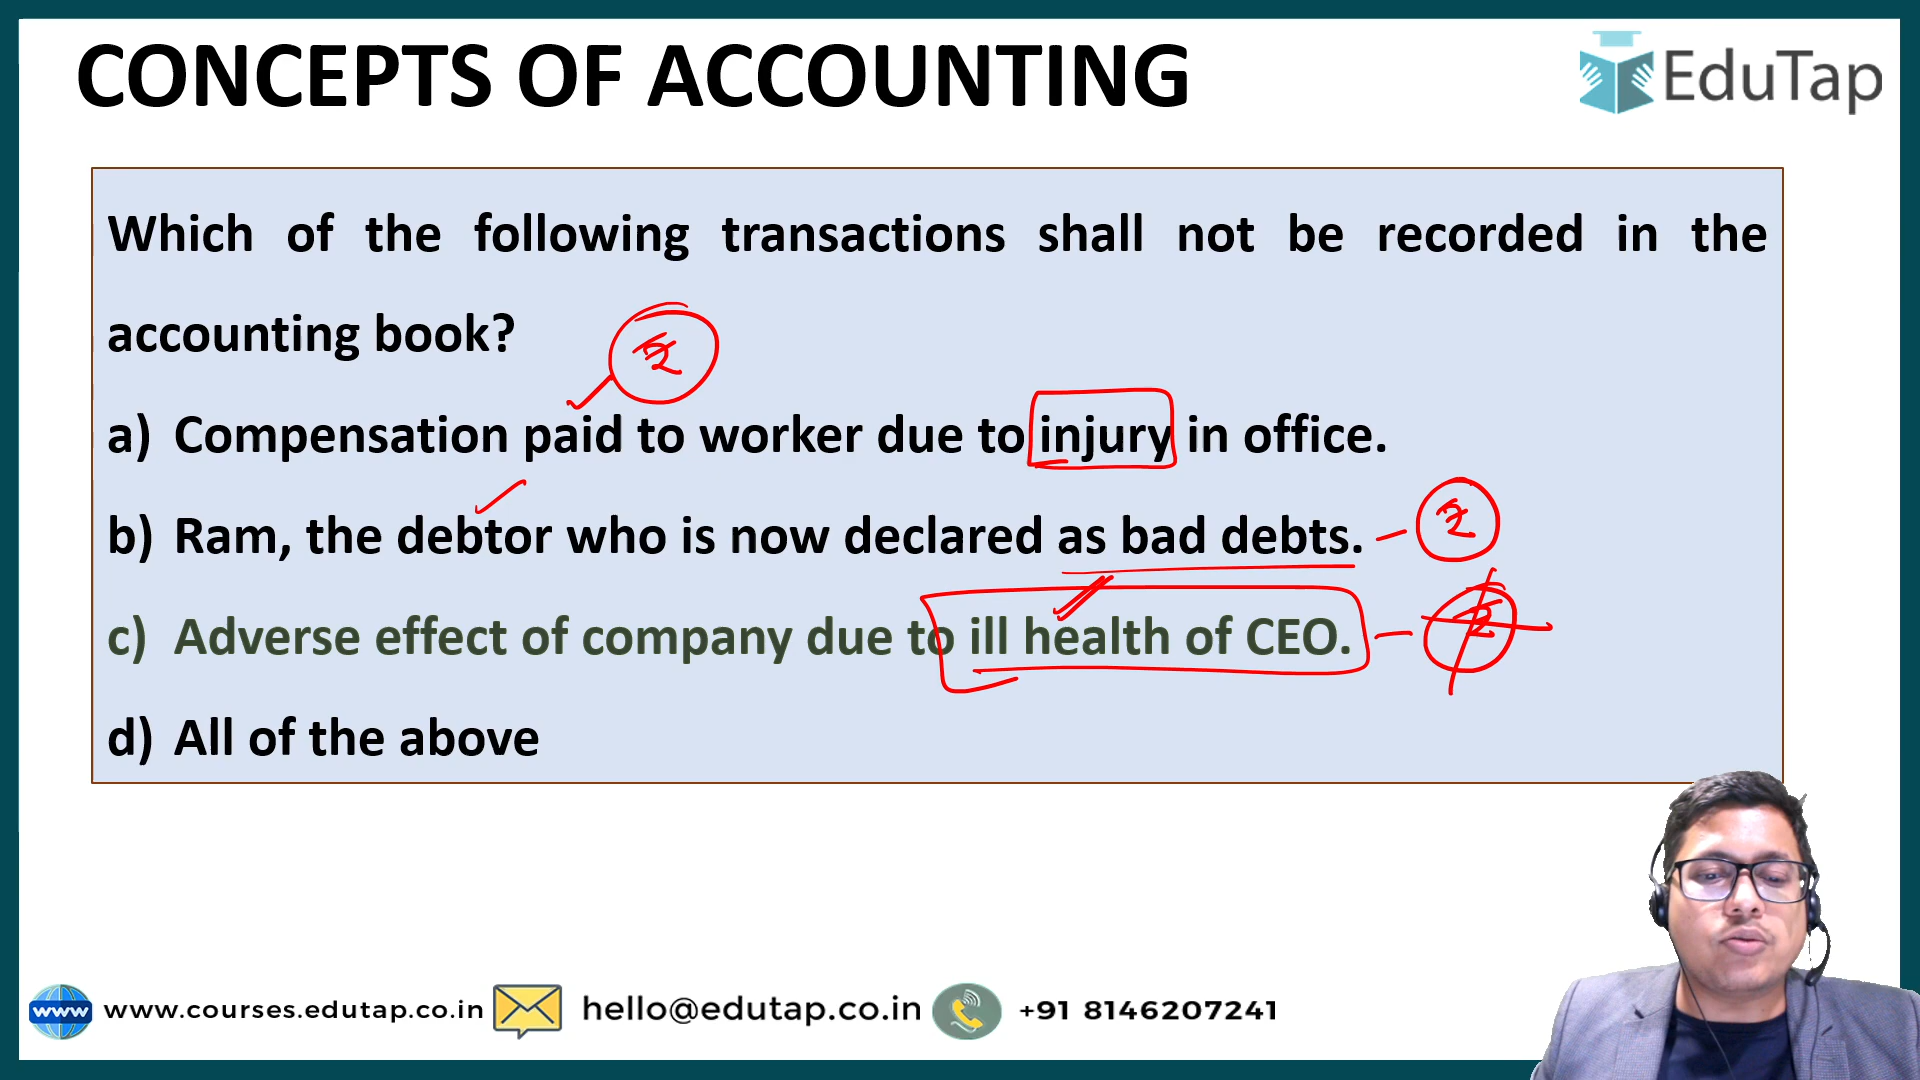 CONCEPTS OF ACCOUNTING
EduTap
Which of the following transactions shall not be recorded in the
accounting book?
₹
a) Compensation paid to worker due to injury in office.
b) Ram, the debtor who is now declared as bad debts. - ₹
c) Adverse effect of company due to ill health of CEO. - ₹
d) All of the above
www www.courses.edutap.co.in hello@edutap.co.in +91 8146207241